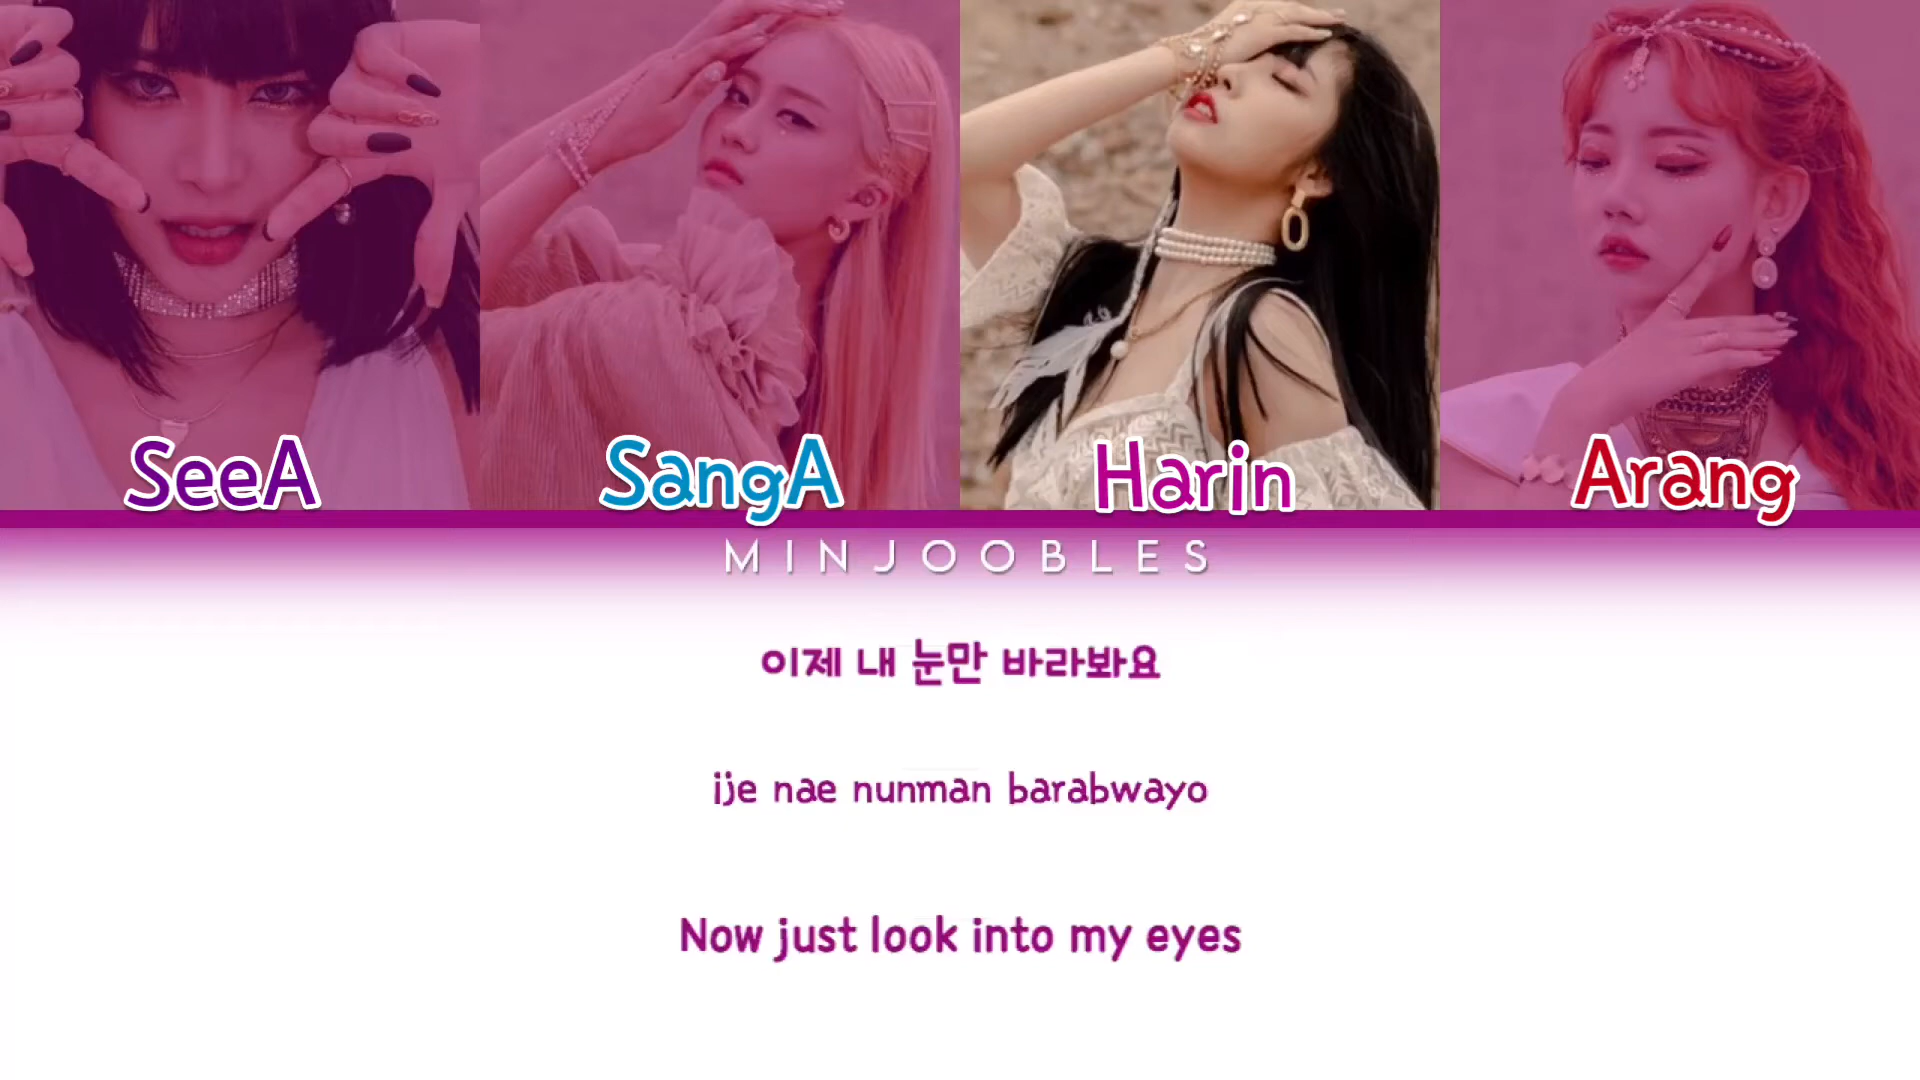 SeeA
SangA
Harin
Arang
MINJOOBLES
이제 내 눈만 바라봐요
ije nae nunman barabwayo
Now just look into my eyes